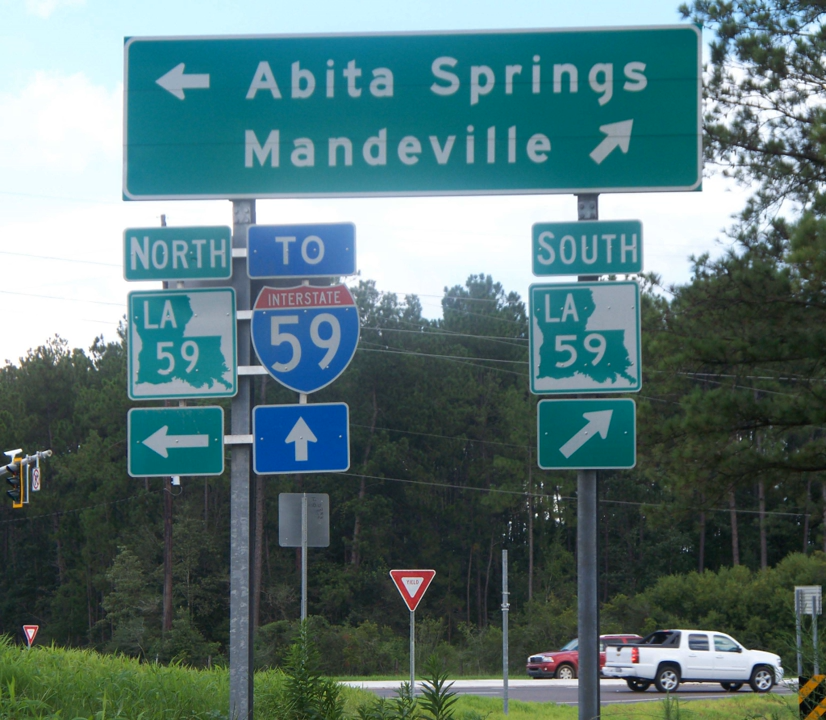 Abita Springs
Mandeville
NORTH
TO
SOUTH
LA
59
INTERSTATE
59
LA
59
YIELD